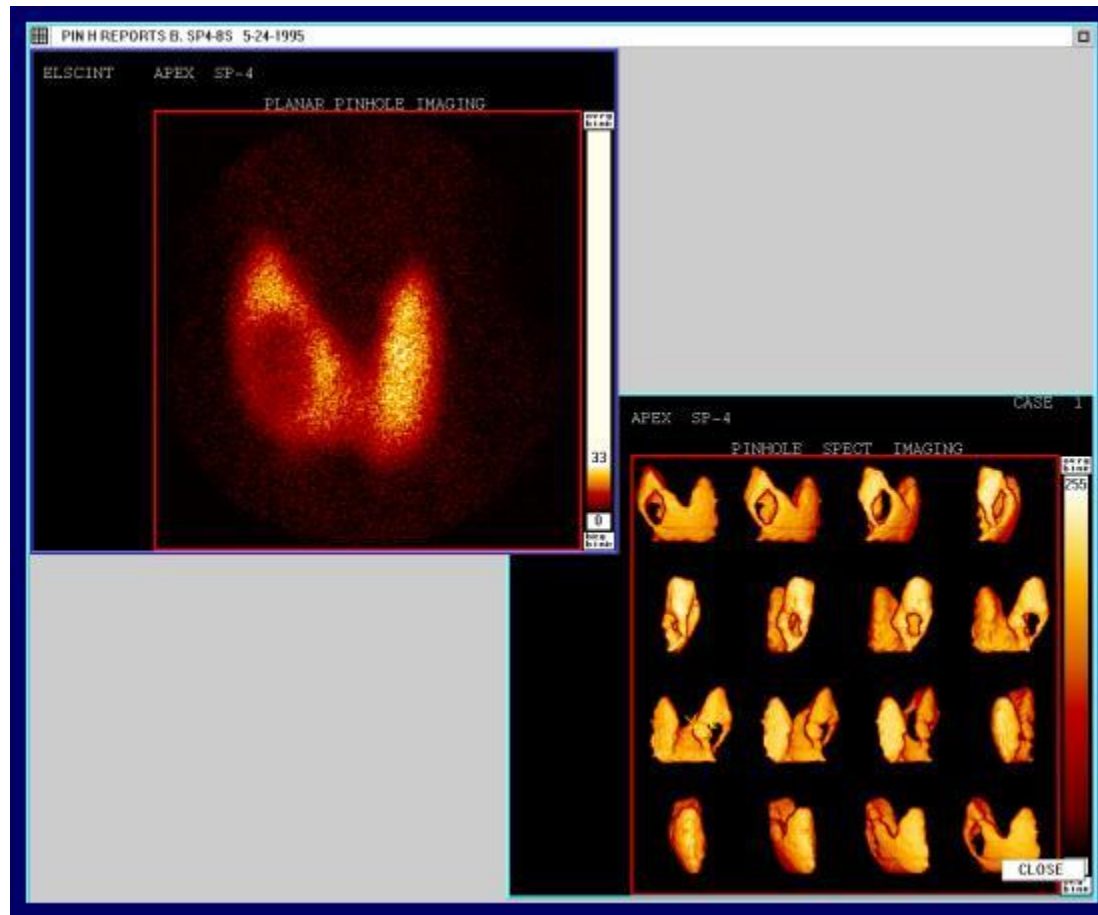 PIN H REPORTS B. SP4-8S 5-24-1995
ELSCINT APEX SP-4
PLANAR PINHOLE IMAGING
33
0
CASE 1
APEX SP-4
PINHOLE SPECT IMAGING
255
CLOSE